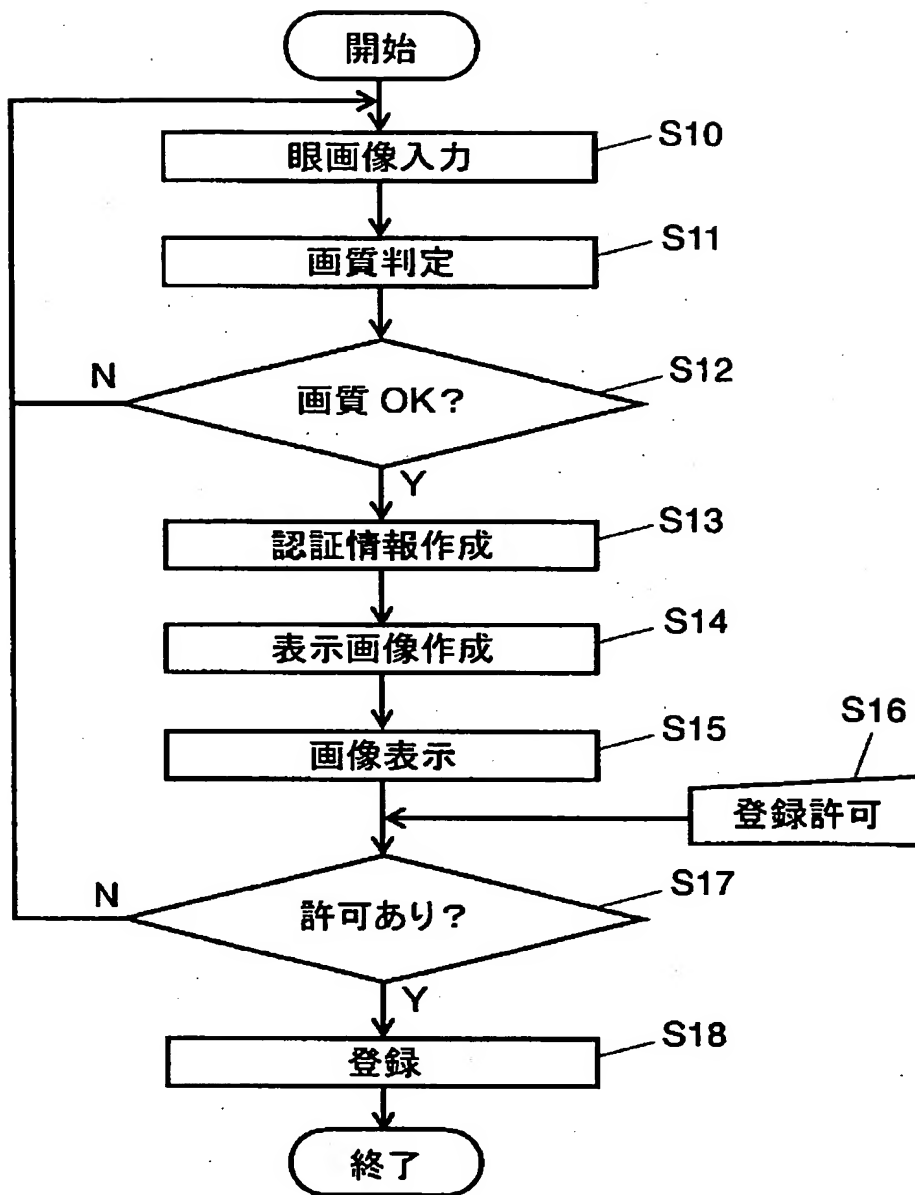 開始
眼画像入力
S10
画質判定
S11
画質 OK?
S12
N
Y
認証情報作成
S13
表示画像作成
S14
画像表示
S15
S16
登録許可
許可あり?
S17
N
Y
登録
S18
終了